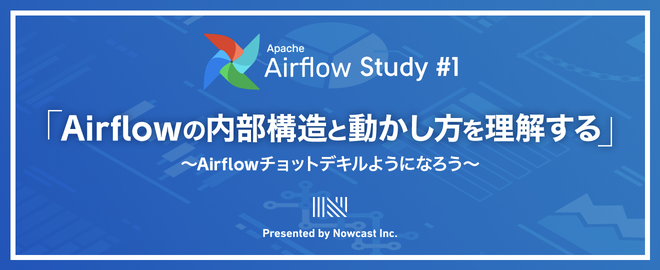 Apache
Airflow Study #1
「Airflowの内部構造と動かし方を理解する」
〜Airflowチョットデキルようになろう〜
Presented by Nowcast Inc.